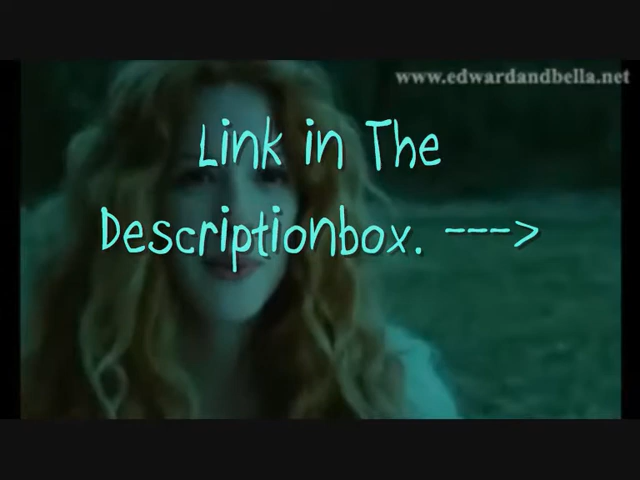 www.edwardandbella.net
Link in The
Descriptionbox. --->